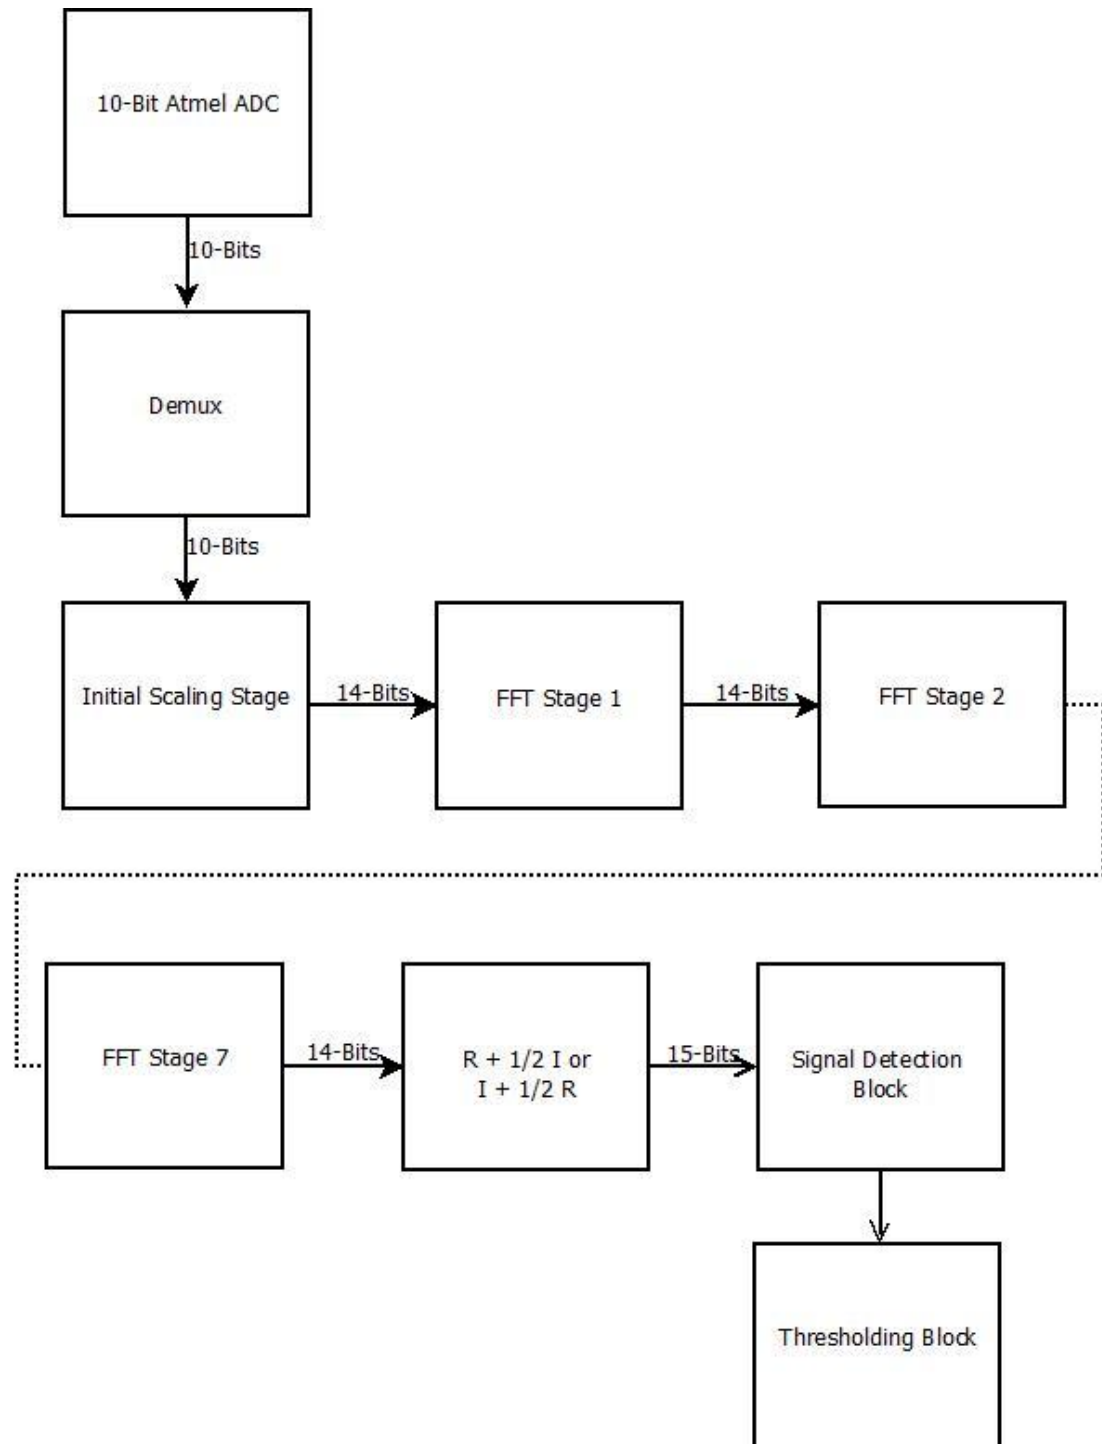 10-Bit Atmel ADC
10-Bits
Demux
10-Bits
Initial Scaling Stage
14-Bits
FFT Stage 1
14-Bits
FFT Stage 2
FFT Stage 7
14-Bits
R + 1/2 I or
I + 1/2 R
15-Bits
Signal Detection
Block
Thresholding Block